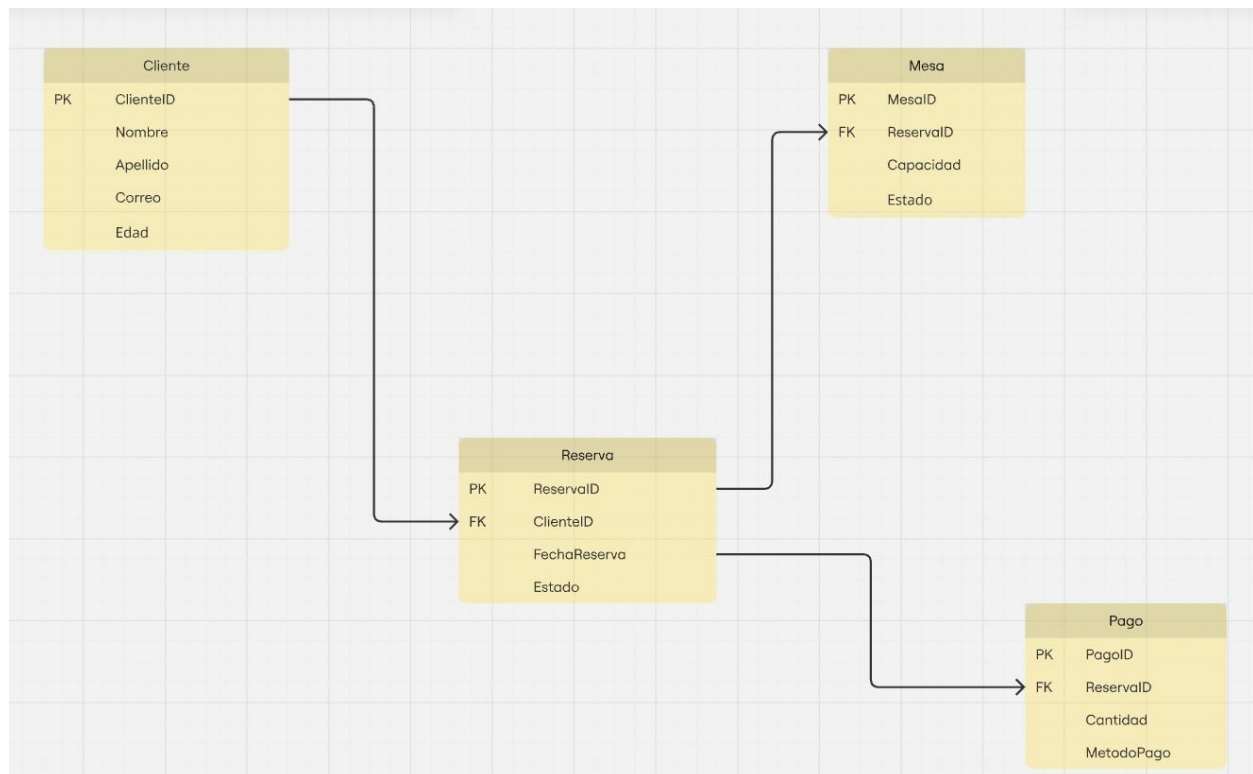 Cliente
PK ClienteID
Nombre
Apellido
Correo
Edad
Mesa
PK MesaID
FK ReservaID
Capacidad
Estado
Reserva
PK ReservaID
FK ClienteID
FechaReserva
Estado
Pago
PK PagoID
FK ReservaID
Cantidad
MetodoPago